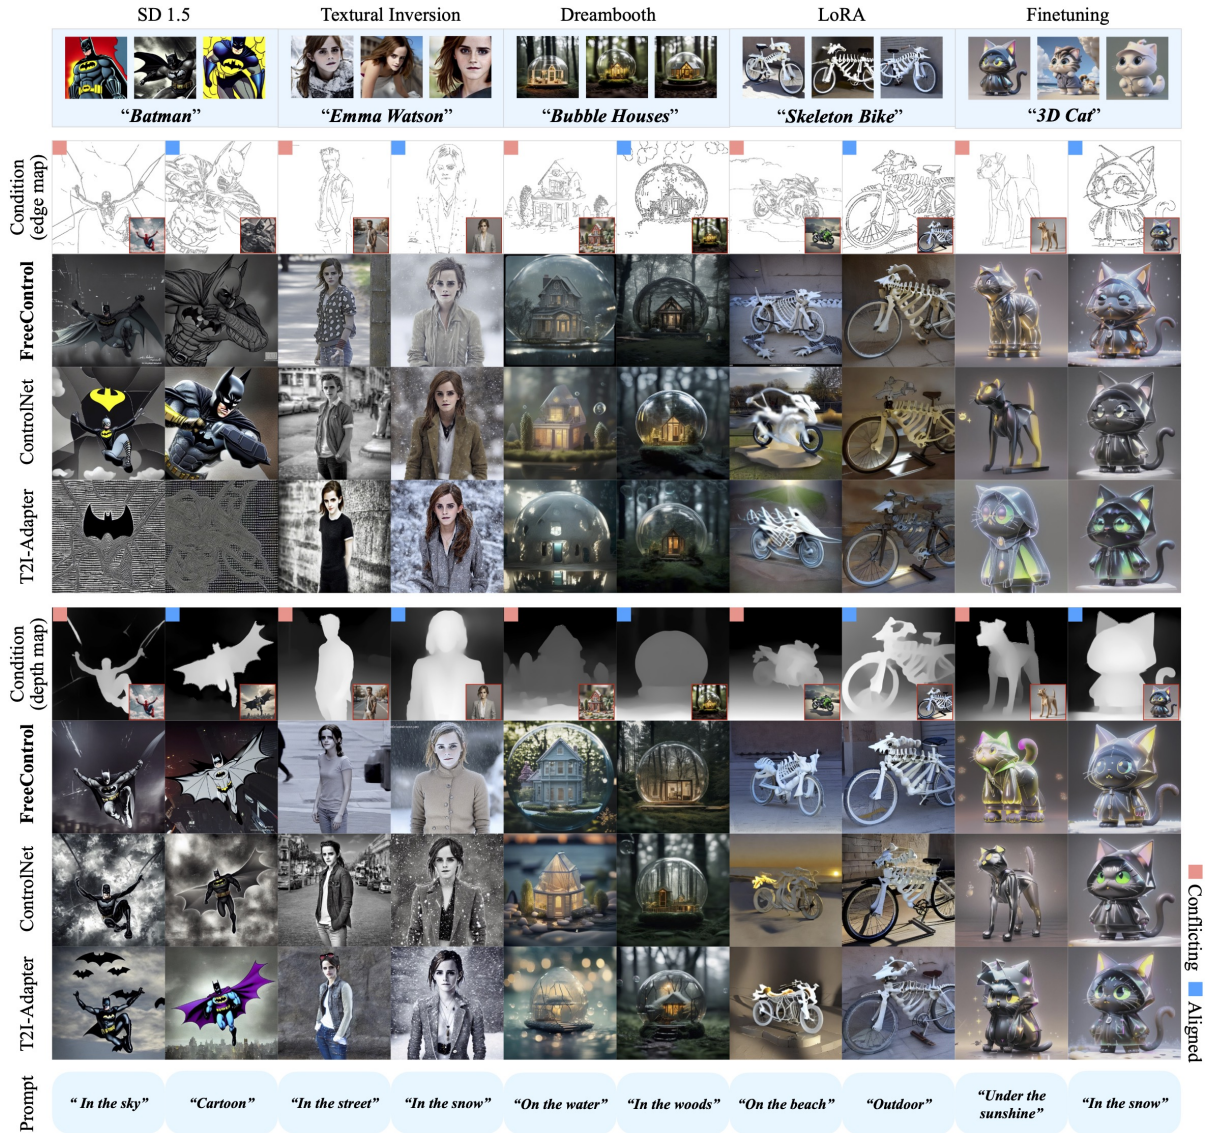 SD 1.5
Textural Inversion
Dreambooth
LoRA
Finetuning
“Batman”
“Emma Watson”
“Bubble Houses”
“Skeleton Bike”
“3D Cat”
Condition
(edge map)
FreeControl
ControlNet
T2I-Adapter
Condition
(depth map)
FreeControl
ControlNet
T2I-Adapter
Conflicting
Aligned
Prompt
“ In the sky”
“Cartoon”
“In the street”
“In the snow”
“On the water”
“In the woods”
“On the beach”
“Outdoor”
“Under the
sunshine”
“In the snow”